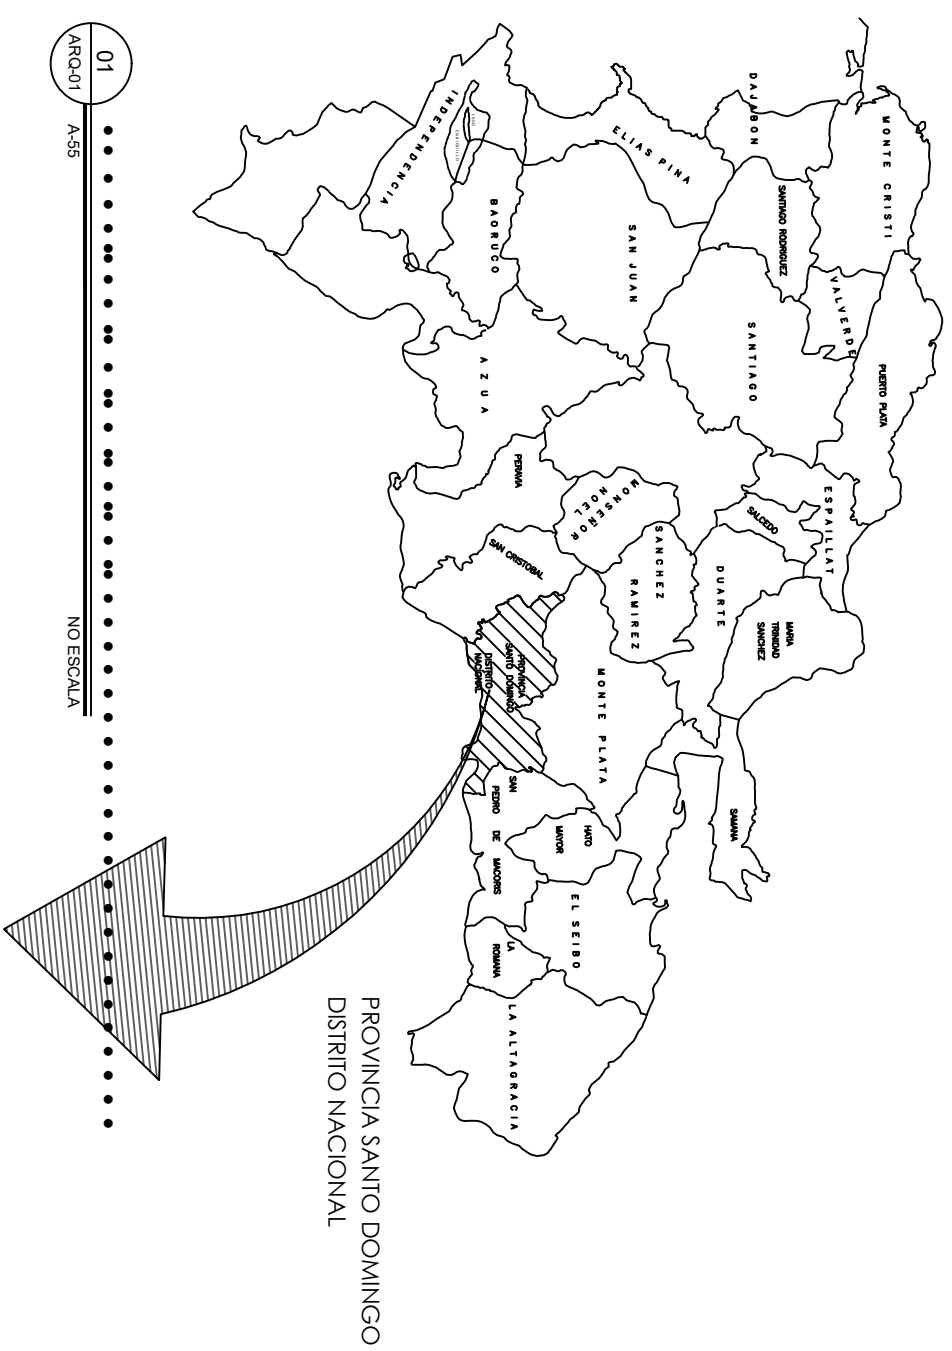 MONTE CRISTI
DAJABON
SANTIAGO RODRIGUEZ
VALVERDE
PUERTO PLATA
ELIAS PIÑA
SAN JUAN
SANTIAGO
ESPAILLAT
SALCEDO
MARIA
TRINIDAD
SANCHEZ
DUARTE
SANCHEZ
RAMIREZ
MONSEÑOR
NOEL
SAMANA
INDEPENDENCIA
LAGO
ENRIQUILLO
BAORUCO
AZUA
PERAVIA
SAN CRISTOBAL
MONTE PLATA
PROVINCIA
SANTO DOMINGO
DISTRITO
NACIONAL
HATO
MAYOR
SAN
PEDRO DE MACORIS
EL SEIBO
LA
ROMANA
LA ALTAGRACIA
PROVINCIA SANTO DOMINGO
DISTRITO NACIONAL
01
ARQ-01
A-55
NO ESCALA